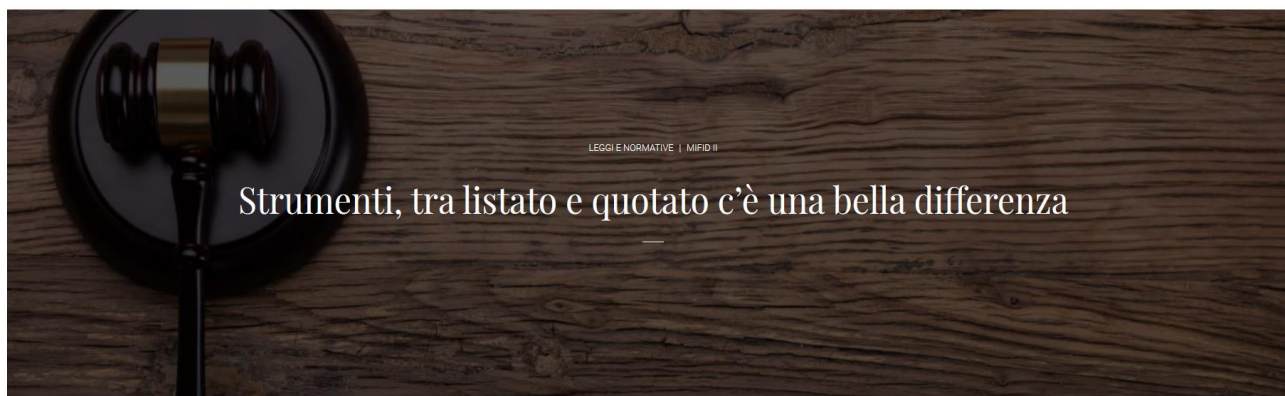 LEGGI E NORMATIVE | MIFID II
Strumenti, tra listato e quotato c’è una bella differenza